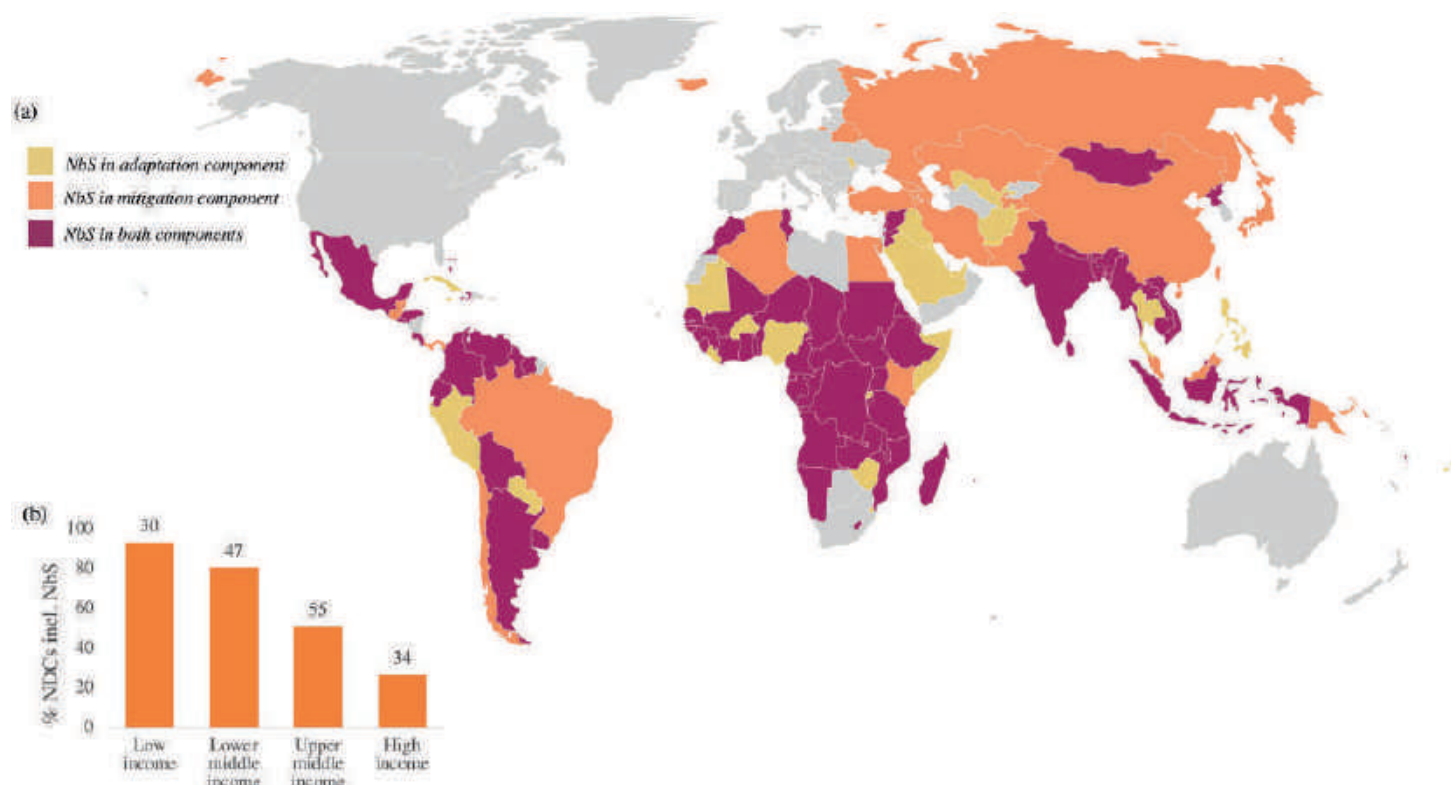 (a)
NbS in adaptation component
NbS in mitigation component
NbS in both components
(b)
% NDCs incl. NbS
100
80
60
40
20
0
30
47
55
34
Low
income
Lower
middle
income
Upper
middle
income
High
income